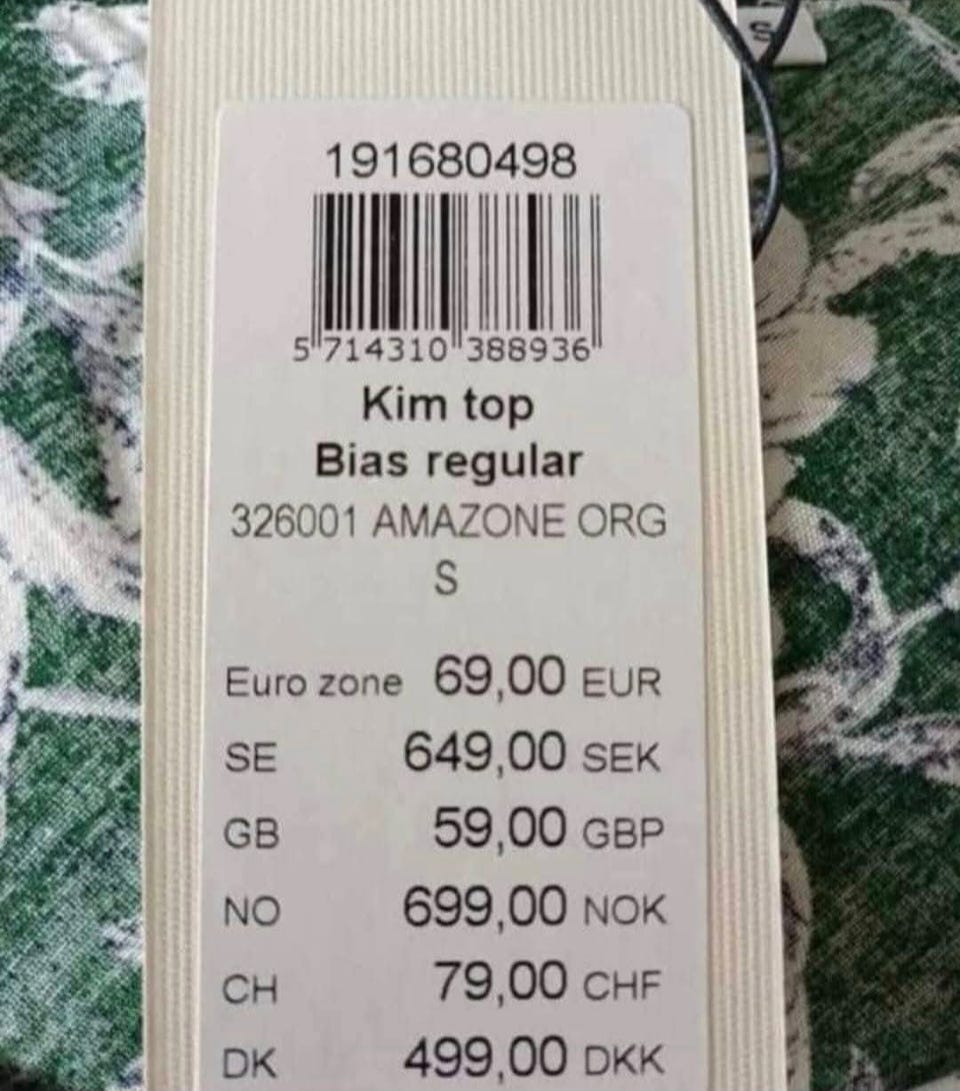 S
191680498
5 714310 388936
Kim top
Bias regular
326001 AMAZONE ORG
S
Euro zone 69,00 EUR
SE 649,00 SEK
GB 59,00 GBP
NO 699,00 NOK
CH 79,00 CHF
DK 499,00 DKK